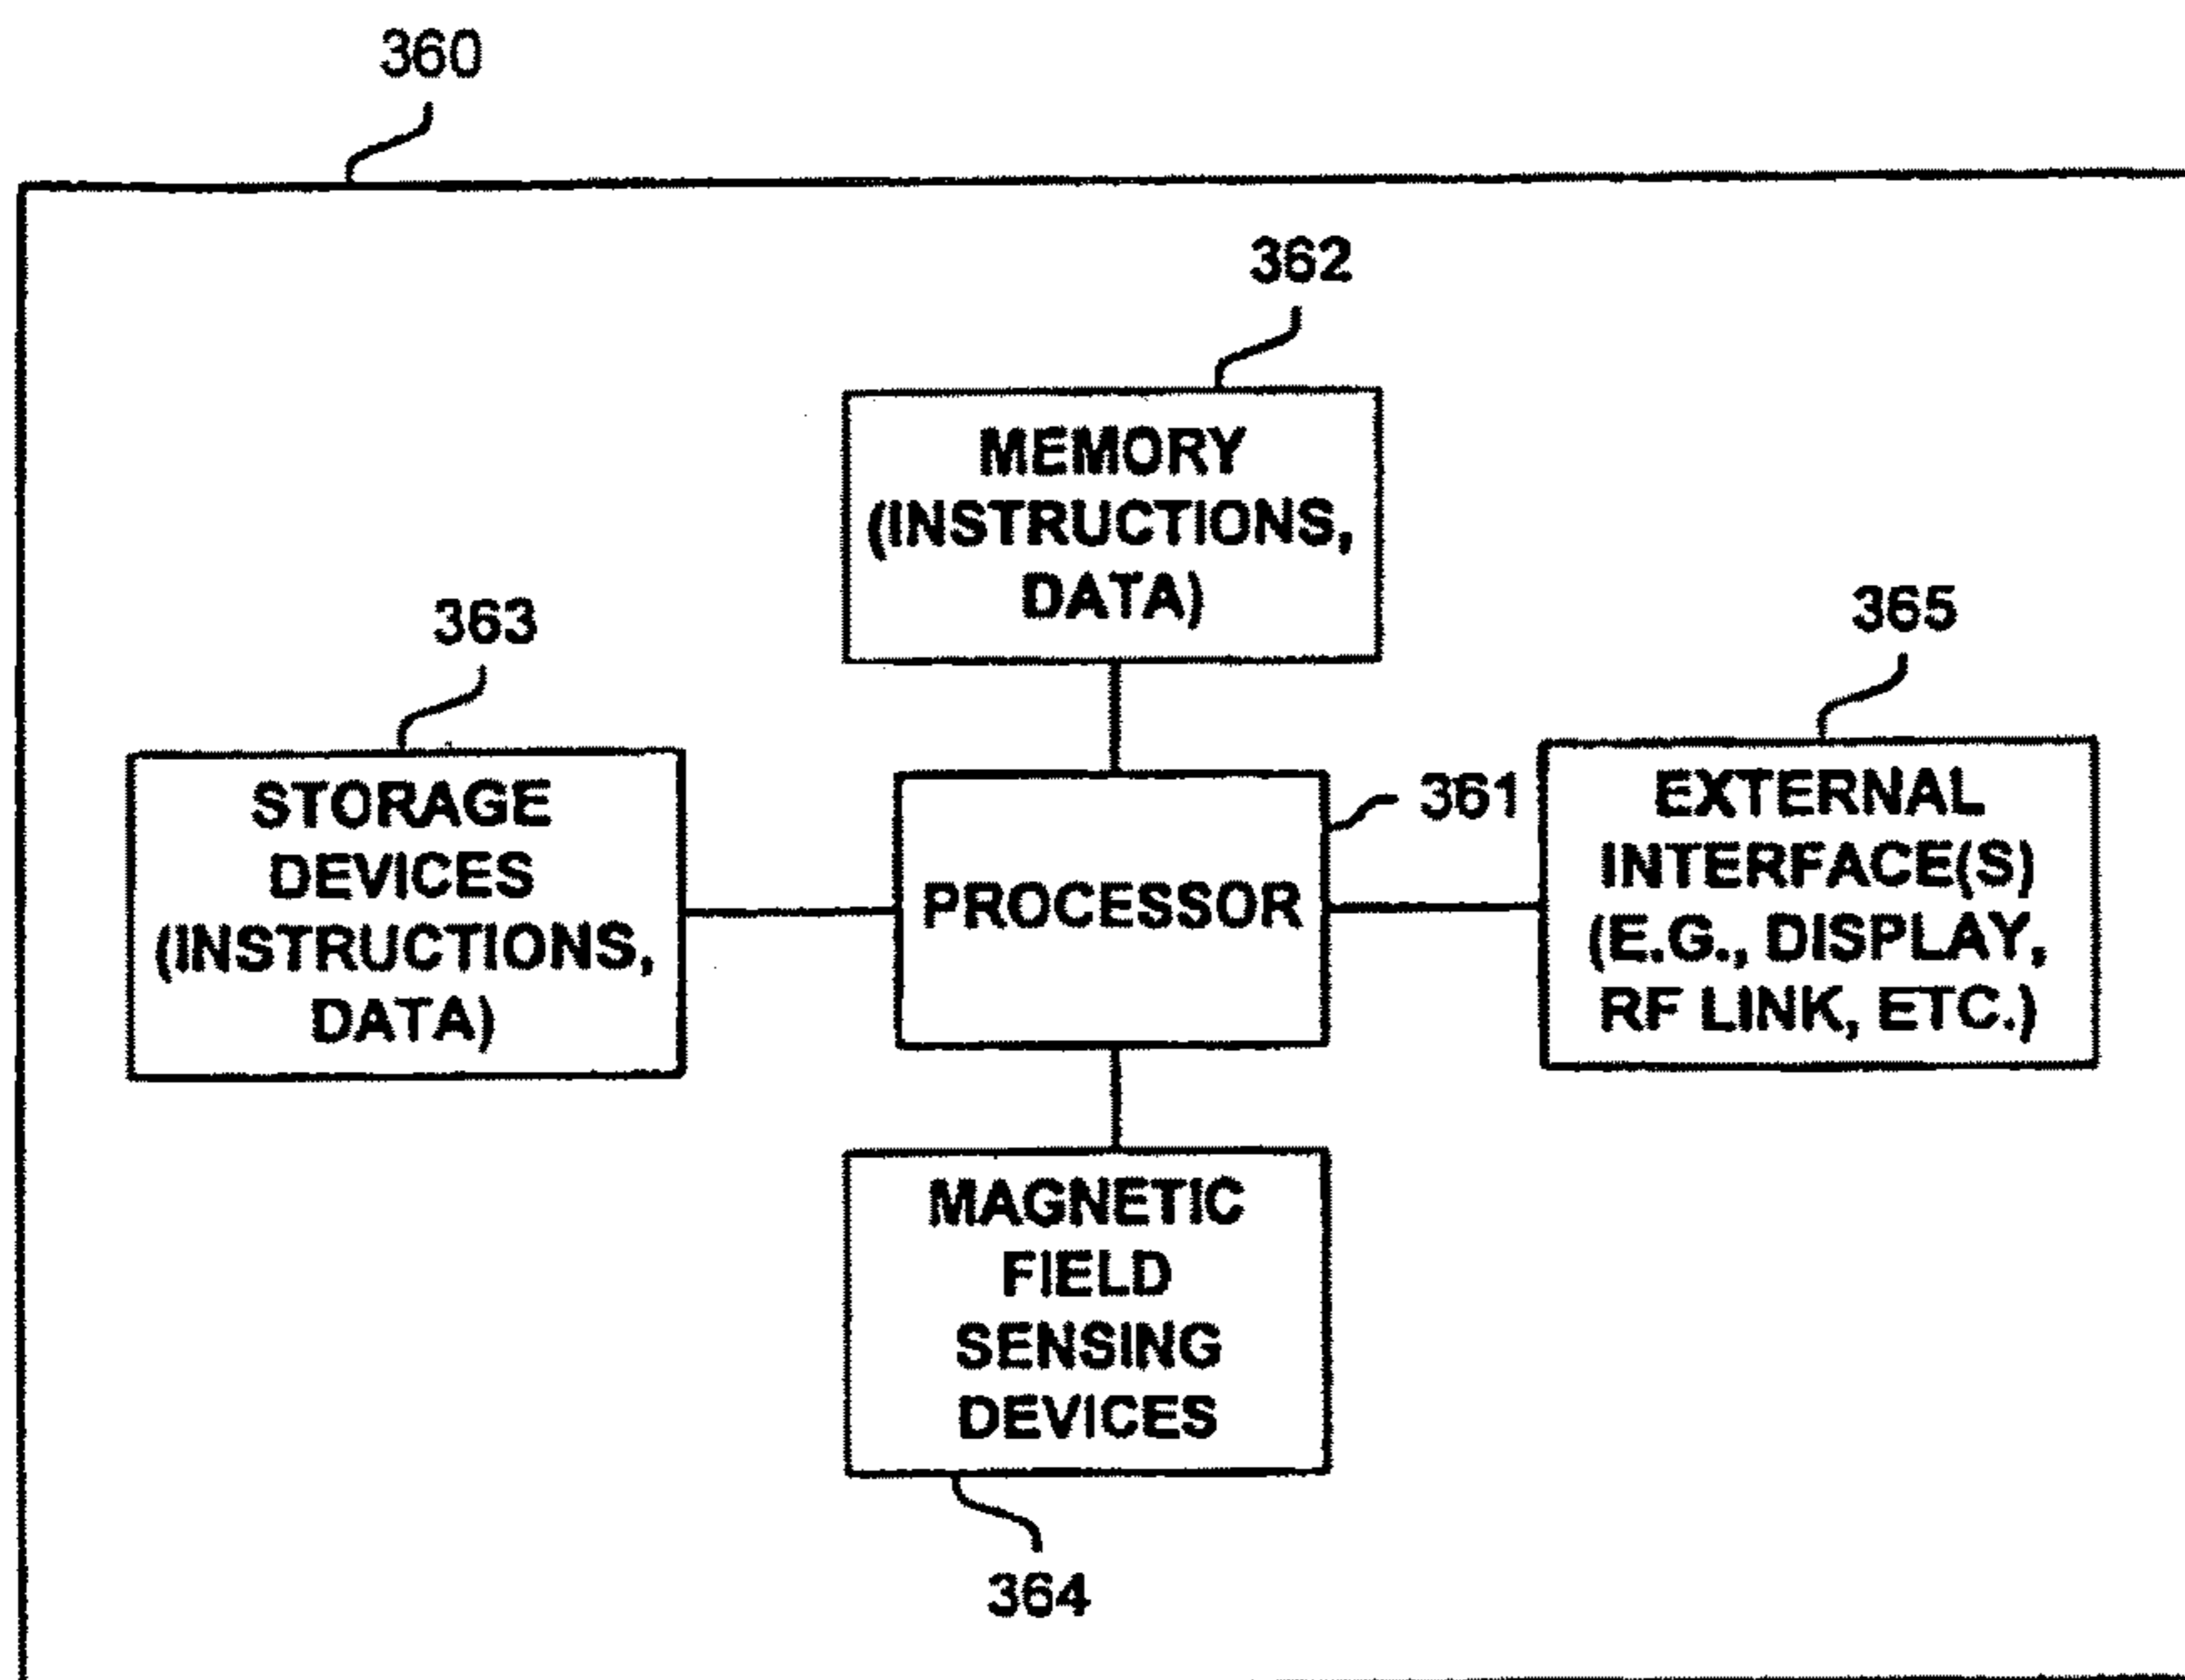 360
362
MEMORY
(INSTRUCTIONS,
DATA)
363
STORAGE
DEVICES
(INSTRUCTIONS,
DATA)
361
PROCESSOR
365
EXTERNAL
INTERFACE(S)
(E.G., DISPLAY,
RF LINK, ETC.)
MAGNETIC
FIELD
SENSING
DEVICES
364